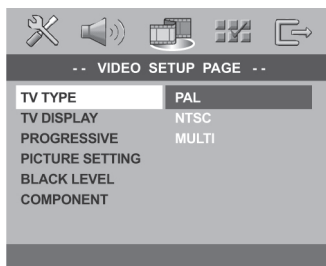 -- VIDEO SETUP PAGE --
TV TYPE
PAL
TV DISPLAY
NTSC
PROGRESSIVE
MULTI
PICTURE SETTING
BLACK LEVEL
COMPONENT